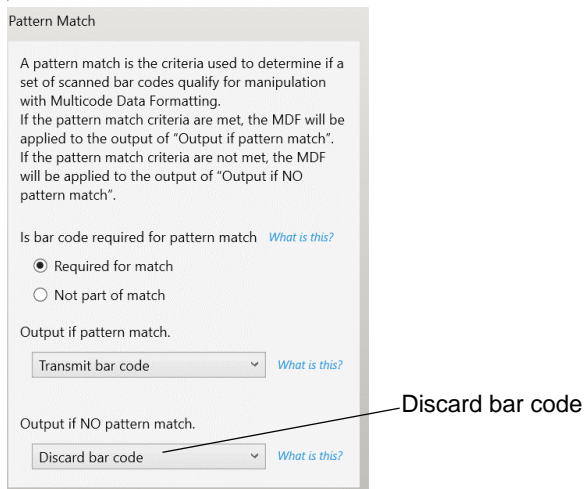 Pattern Match
A pattern match is the criteria used to determine if a
set of scanned bar codes qualify for manipulation
with Multicode Data Formatting.
If the pattern match criteria are met, the MDF will be
applied to the output of “Output if pattern match”.
If the pattern match criteria are not met, the MDF
will be applied to the output of “Output if NO
pattern match”.
Is bar code required for pattern match What is this?
Required for match
Not part of match
Output if pattern match.
Transmit bar code What is this?
Discard bar code
Output if NO pattern match.
Discard bar code What is this?